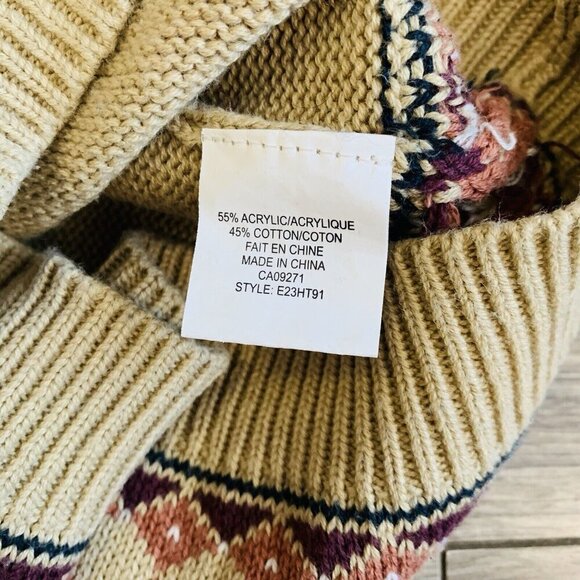 55% ACRYLIC/ACRYLIQUE
45% COTTON/COTON
FAIT EN CHINE
MADE IN CHINA
CA09271
STYLE: E23HT91